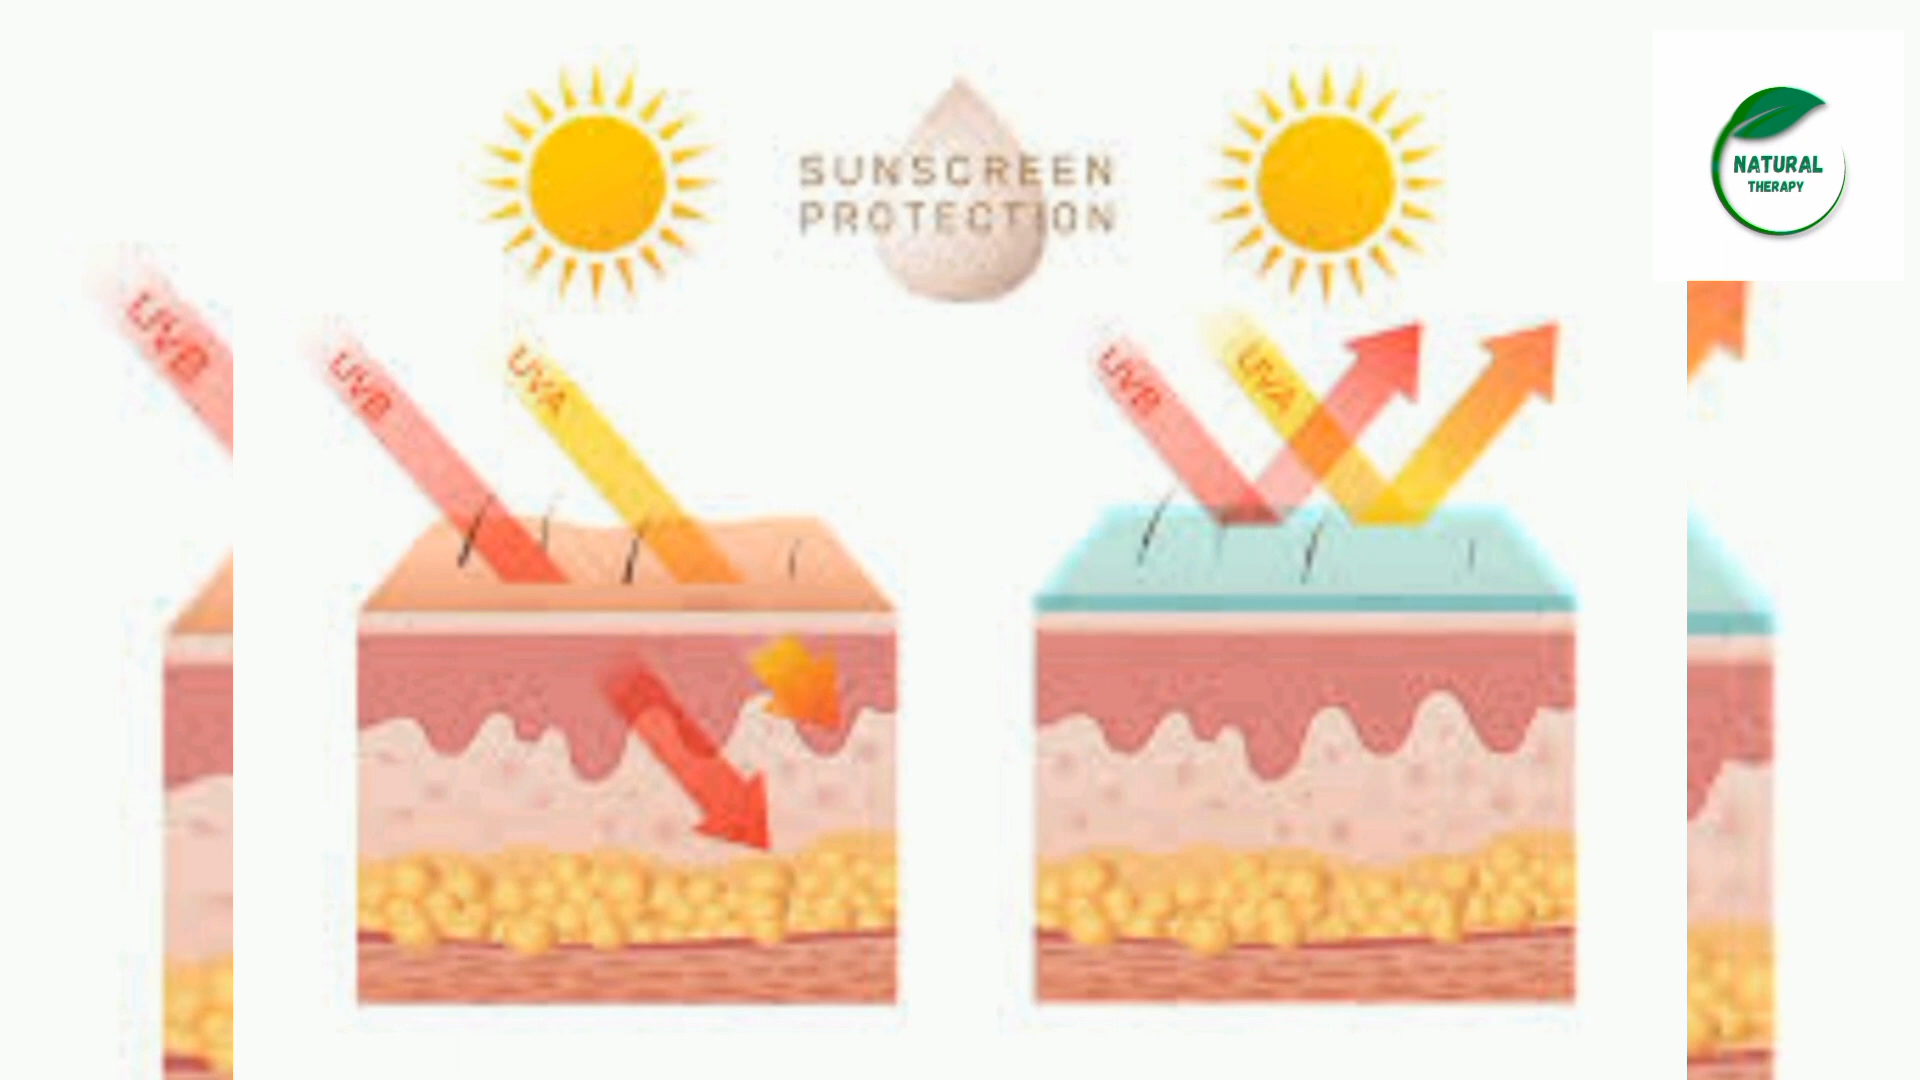 SUNSCREEN
PROTECTION
NATURAL
THERAPY
UVB
UVB
UVA
UVB
UVA